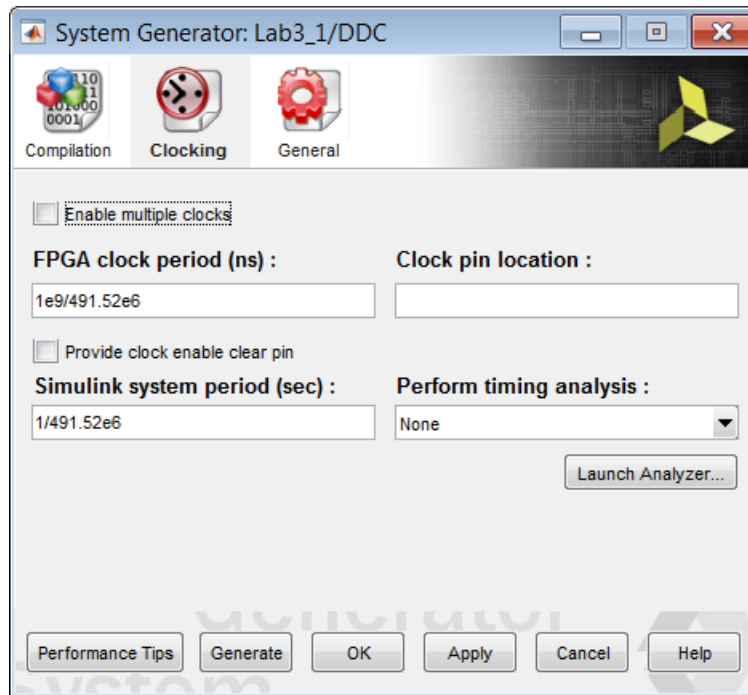 System Generator: Lab3_1/DDC
Compilation Clocking General
Enable multiple clocks
FPGA clock period (ns) : Clock pin location :
1e9/491.52e6
Provide clock enable clear pin
Simulink system period (sec) : Perform timing analysis :
1/491.52e6 None
Launch Analyzer...
Generator
Performance Tips Generate OK Apply Cancel Help
System